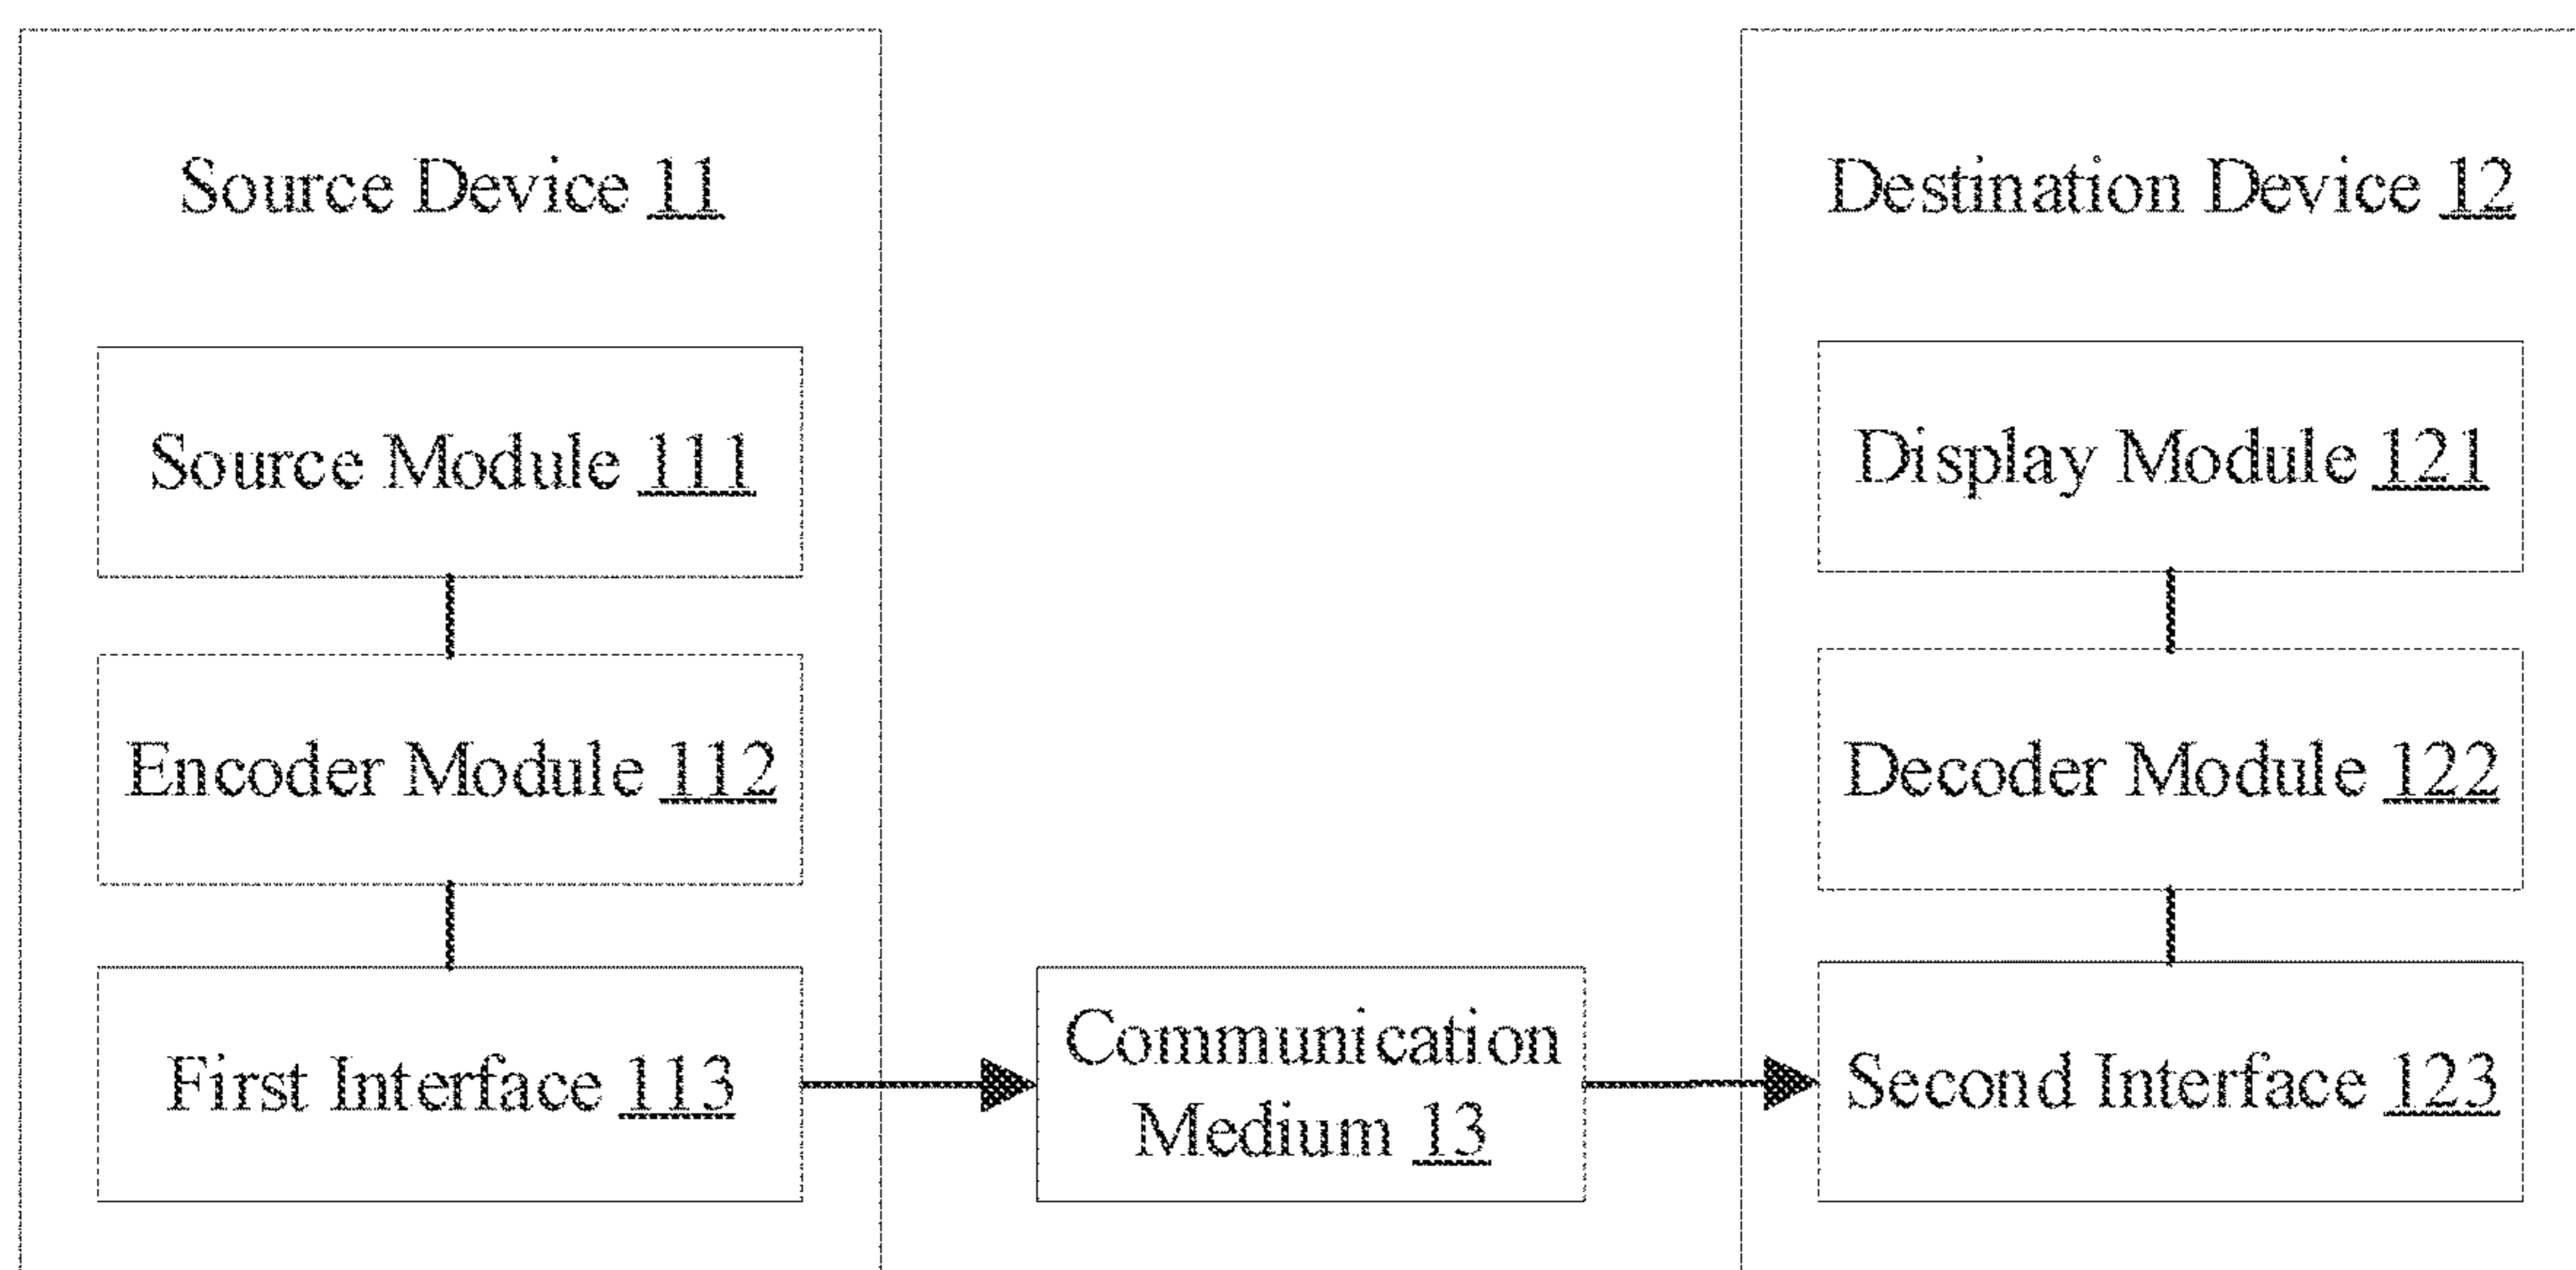 Source Device 11
Source Module 111
Encoder Module 112
First Interface 113
Communication
Medium 13
Destination Device 12
Display Module 121
Decoder Module 122
Second Interface 123